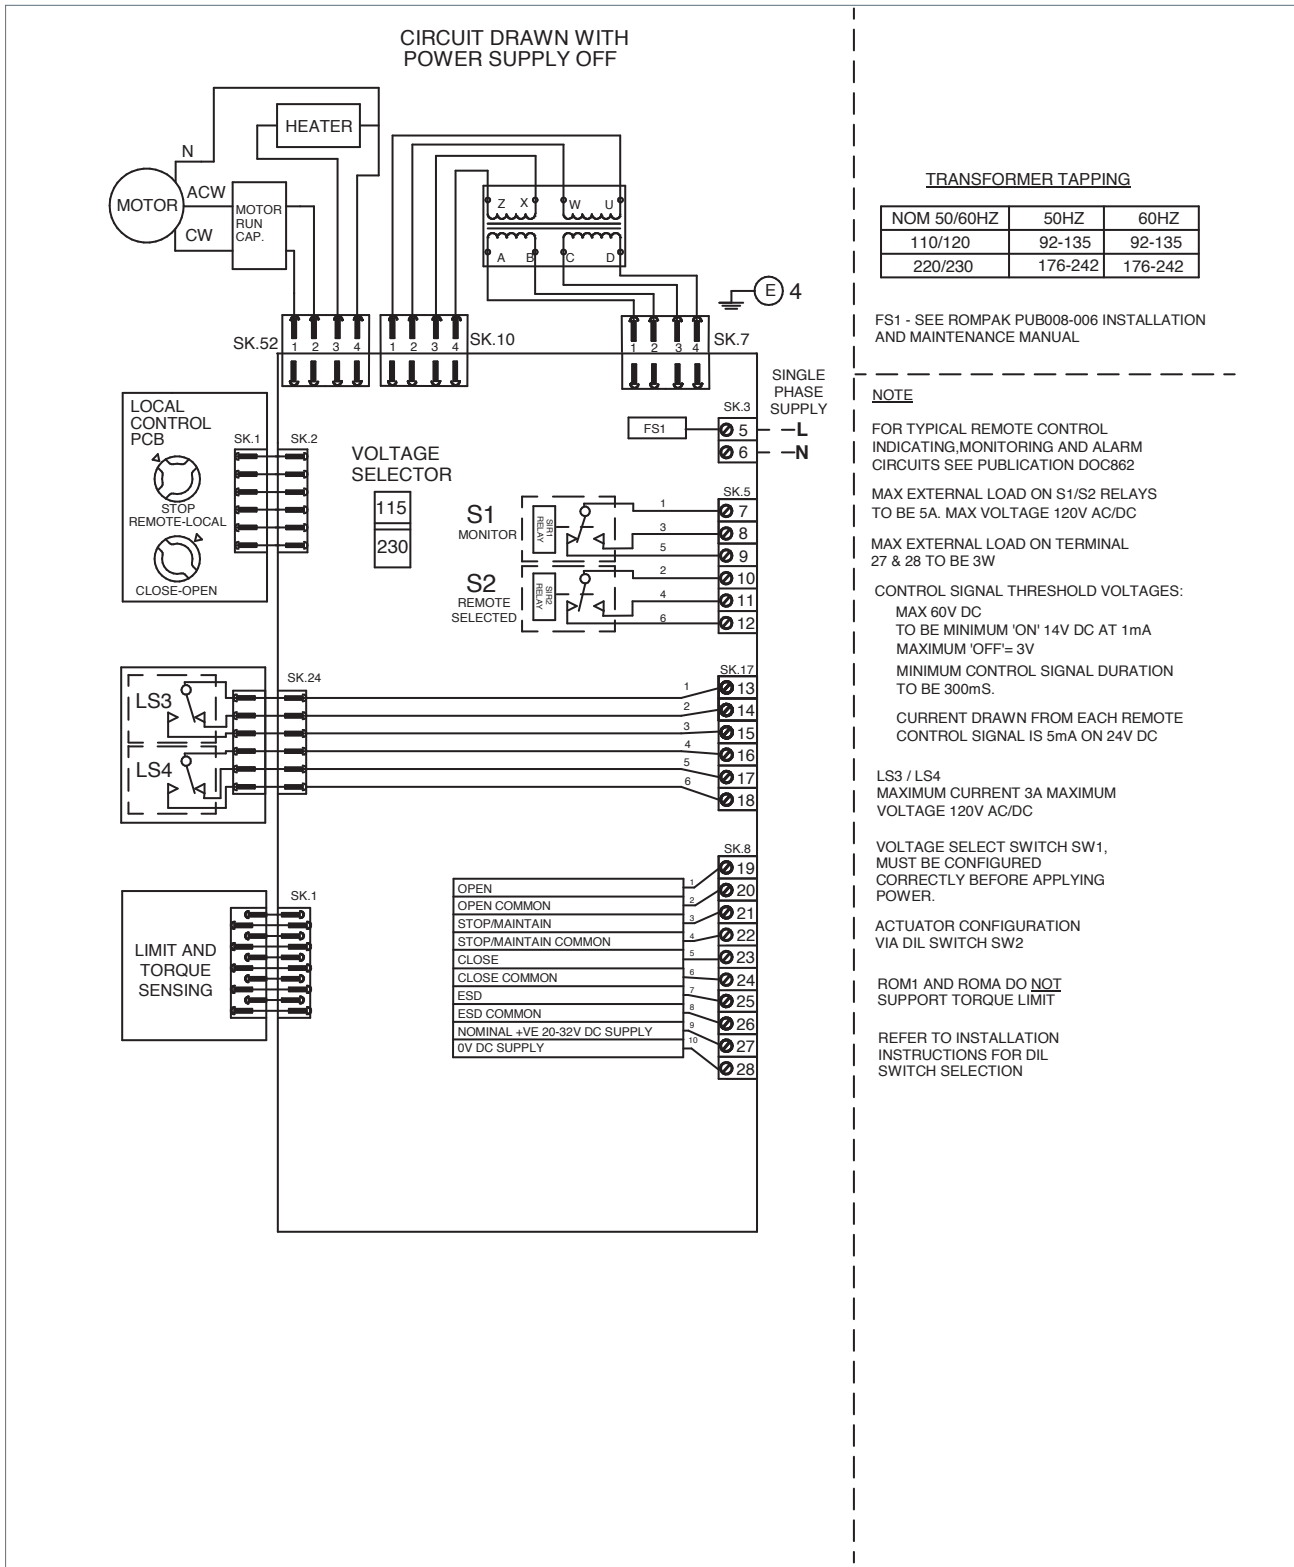 CIRCUIT DRAWN WITH
POWER SUPPLY OFF
HEATER
N
MOTOR
ACW
CW
MOTOR
RUN
CAP.
Z X W U
A B C D
E 4
SK.52
1 2 3 4
1 2 3 4
SK.10
1 2 3 4
SK.7
LOCAL
CONTROL
PCB
STOP
REMOTE-LOCAL
CLOSE-OPEN
SK.1 SK.2
VOLTAGE
SELECTOR
115
230
SINGLE
PHASE
SUPPLY
SK.3
FS1
5 L
6 N
SK.5
S1
MONITOR
SIR1
RELAY
1 7
3 8
5 9
S2
REMOTE
SELECTED
SIR2
RELAY
2 10
4 11
6 12
LS3
LS4
SK.24
SK.17
1 13
2 14
3 15
4 16
5 17
6 18
LIMIT AND
TORQUE
SENSING
SK.1
SK.8
OPEN 1 19
OPEN COMMON 2 20
STOP/MAINTAIN 3 21
STOP/MAINTAIN COMMON 4 22
CLOSE 5 23
CLOSE COMMON 6 24
ESD 7 25
ESD COMMON 8 26
NOMINAL +VE 20-32V DC SUPPLY 9 27
0V DC SUPPLY 10 28
TRANSFORMER TAPPING
NOM 50/60HZ 50HZ 60HZ
110/120 92-135 92-135
220/230 176-242 176-242
FS1 - SEE ROMPAK PUB008-006 INSTALLATION
AND MAINTENANCE MANUAL
NOTE
FOR TYPICAL REMOTE CONTROL
INDICATING,MONITORING AND ALARM
CIRCUITS SEE PUBLICATION DOC862
MAX EXTERNAL LOAD ON S1/S2 RELAYS
TO BE 5A. MAX VOLTAGE 120V AC/DC
MAX EXTERNAL LOAD ON TERMINAL
27 & 28 TO BE 3W
CONTROL SIGNAL THRESHOLD VOLTAGES:
MAX 60V DC
TO BE MINIMUM 'ON' 14V DC AT 1mA
MAXIMUM 'OFF'= 3V
MINIMUM CONTROL SIGNAL DURATION
TO BE 300mS.
CURRENT DRAWN FROM EACH REMOTE
CONTROL SIGNAL IS 5mA ON 24V DC
LS3 / LS4
MAXIMUM CURRENT 3A MAXIMUM
VOLTAGE 120V AC/DC
VOLTAGE SELECT SWITCH SW1,
MUST BE CONFIGURED
CORRECTLY BEFORE APPLYING
POWER.
ACTUATOR CONFIGURATION
VIA DIL SWITCH SW2
ROM1 AND ROMA DO NOT
SUPPORT TORQUE LIMIT
REFER TO INSTALLATION
INSTRUCTIONS FOR DIL
SWITCH SELECTION